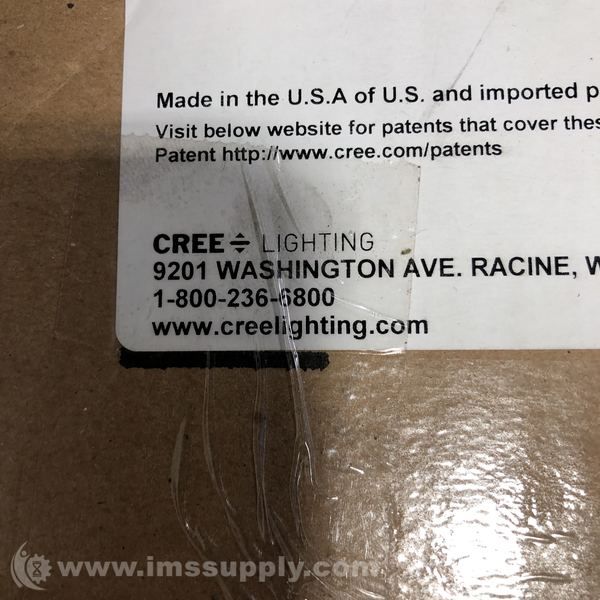 Made in the U.S.A of U.S. and imported p
Visit below website for patents that cover thes
Patent http://www.cree.com/patents
CREE LIGHTING
9201 WASHINGTON AVE. RACINE, W
1-800-236-6800
www.creelighting.com
www.imssupply.com